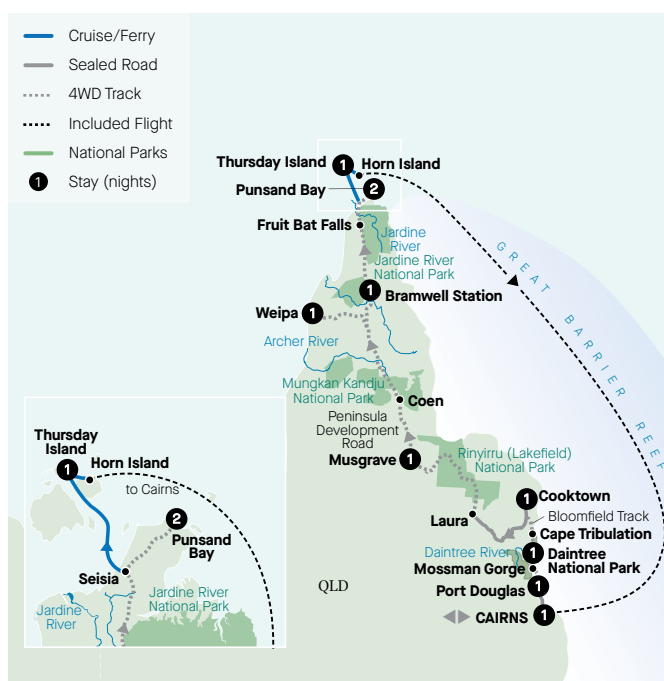 Cruise/Ferry
Sealed Road
4WD Track
Included Flight
National Parks
1 Stay (nights)
Thursday Island 1 Horn Island
Punsand Bay 2
Fruit Bat Falls
Jardine
River
Jardine River
National Park
1 Bramwell Station
Weipa 1
Archer River
Mungkan Kandju
National Park
Coen
Peninsula
Development
Road
Musgrave 1
Rinyirru (Lakefield)
National Park
1 Cooktown
Laura
Bloomfield Track
Cape Tribulation
Daintree River 1 Daintree
National Park
Mossman Gorge
Port Douglas 1
CAIRNS 1
QLD
GREAT BARRIER REEF
Thursday
Island
1
Horn Island
to Cairns
2
Punsand
Bay
Seisia
Jardine
River
Jardine River
National Park